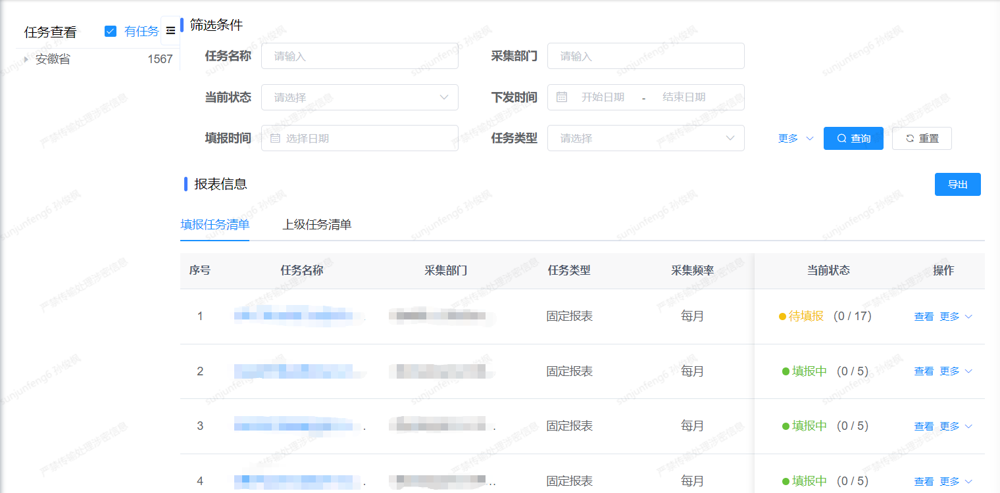 任务查看
有任务
安徽省 1567
筛选条件
任务名称 请输入 采集部门 请输入
当前状态 请选择 下发时间 开始日期 - 结束日期
填报时间 选择日期 任务类型 请选择 更多 查询 重置
报表信息 导出
填报任务清单 上级任务清单
序号 任务名称 采集部门 任务类型 采集频率 当前状态 操作
1 固定报表 每月 待填报 (0 / 17) 查看 更多
2 固定报表 每月 填报中 (0 / 5) 查看 更多
3 固定报表 每月 填报中 (0 / 5) 查看 更多
4 固定报表 每月 填报中 (0 / 5) 查看 更多
sunjunfeng6 孙俊枫
严禁传输处理涉密信息